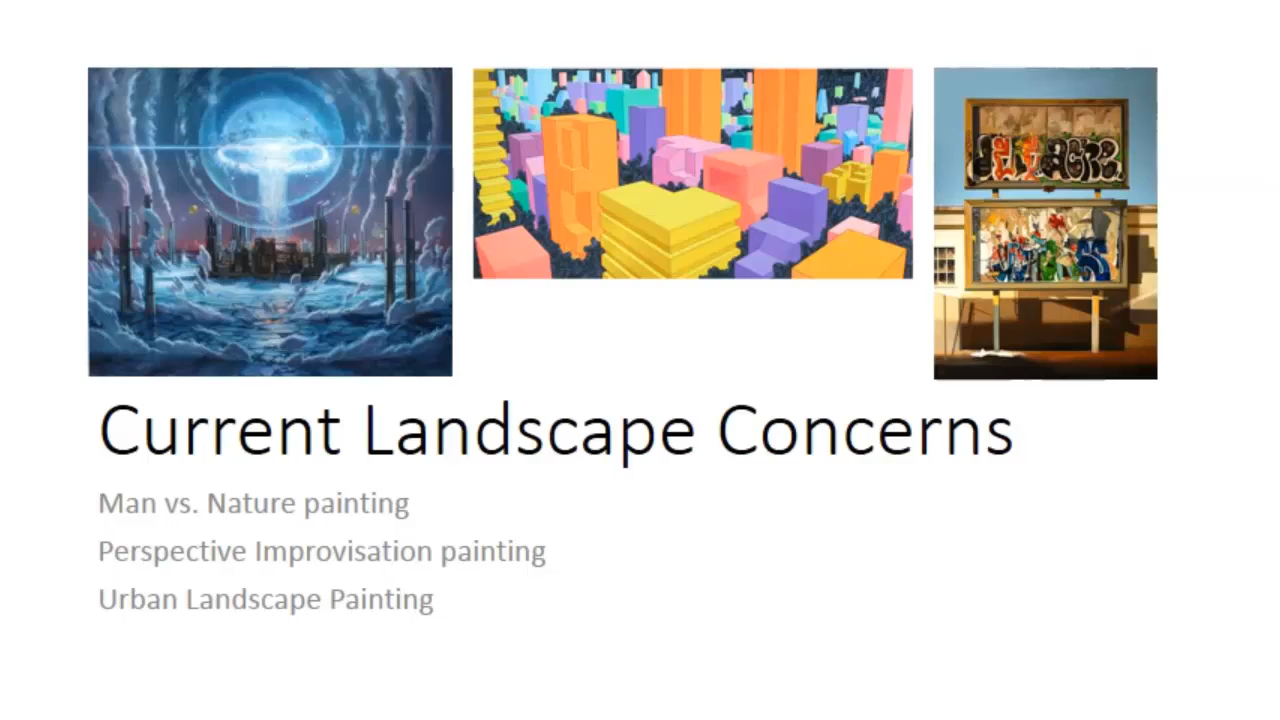 Current Landscape Concerns
Man vs. Nature painting
Perspective Improvisation painting
Urban Landscape Painting